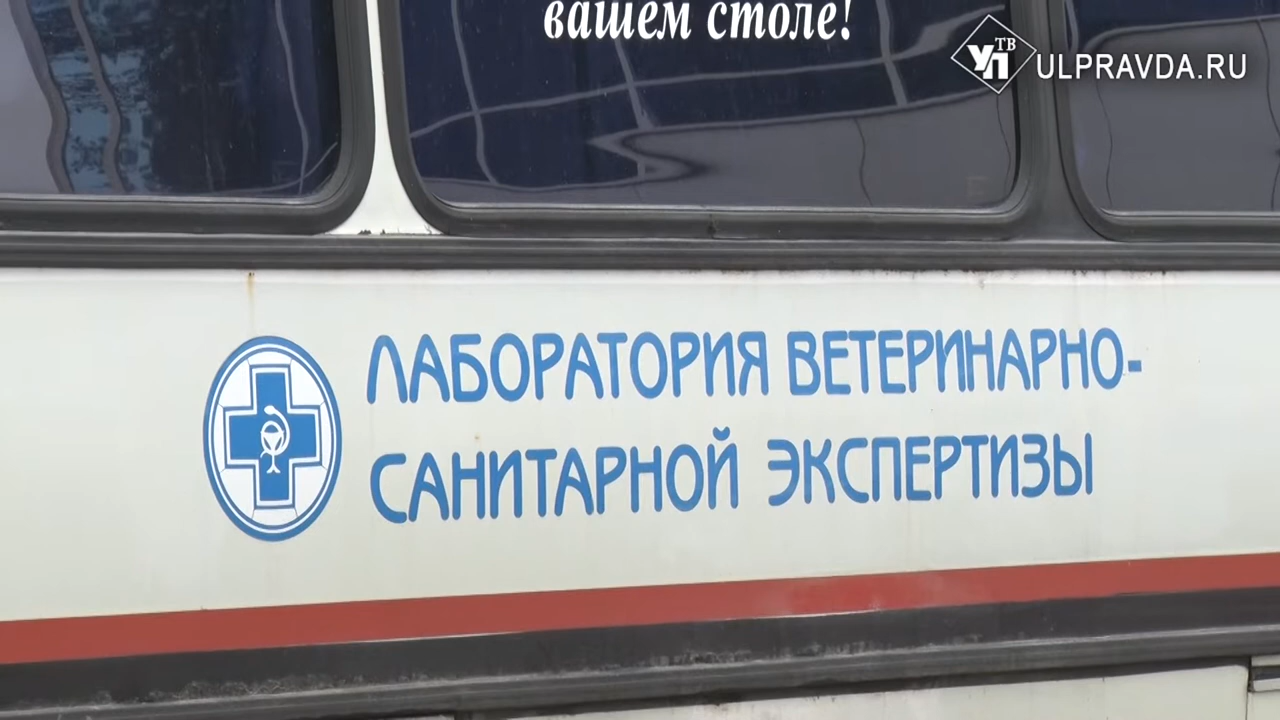 вашем столе!
УП ТВ ULPRAVDA.RU
ЛАБОРАТОРИЯ ВЕТЕРИНАРНО-
САНИТАРНОЙ ЭКСПЕРТИЗЫ